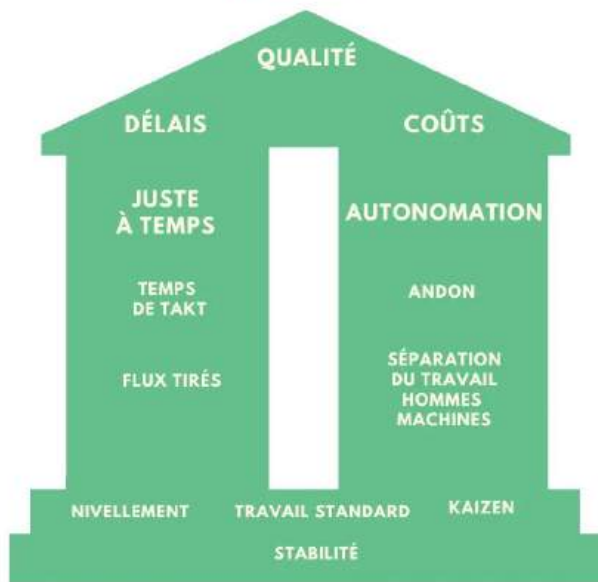 QUALITÉ
DÉLAIS
COÛTS
JUSTE
À TEMPS
AUTONOMATION
TEMPS
DE TAKT
ANDON
FLUX TIRÉS
SÉPARATION
DU TRAVAIL
HOMMES
MACHINES
NIVELLEMENT
TRAVAIL STANDARD
KAIZEN
STABILITÉ